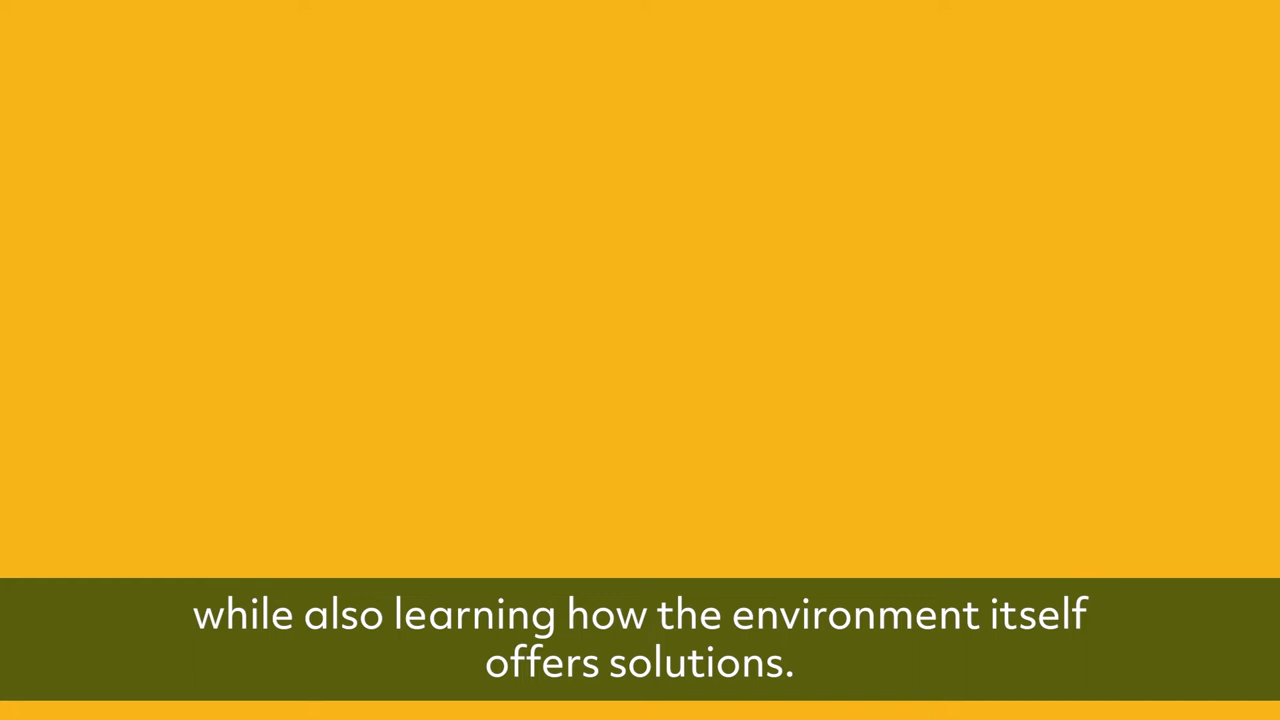 while also learning how the environment itself
offers solutions.